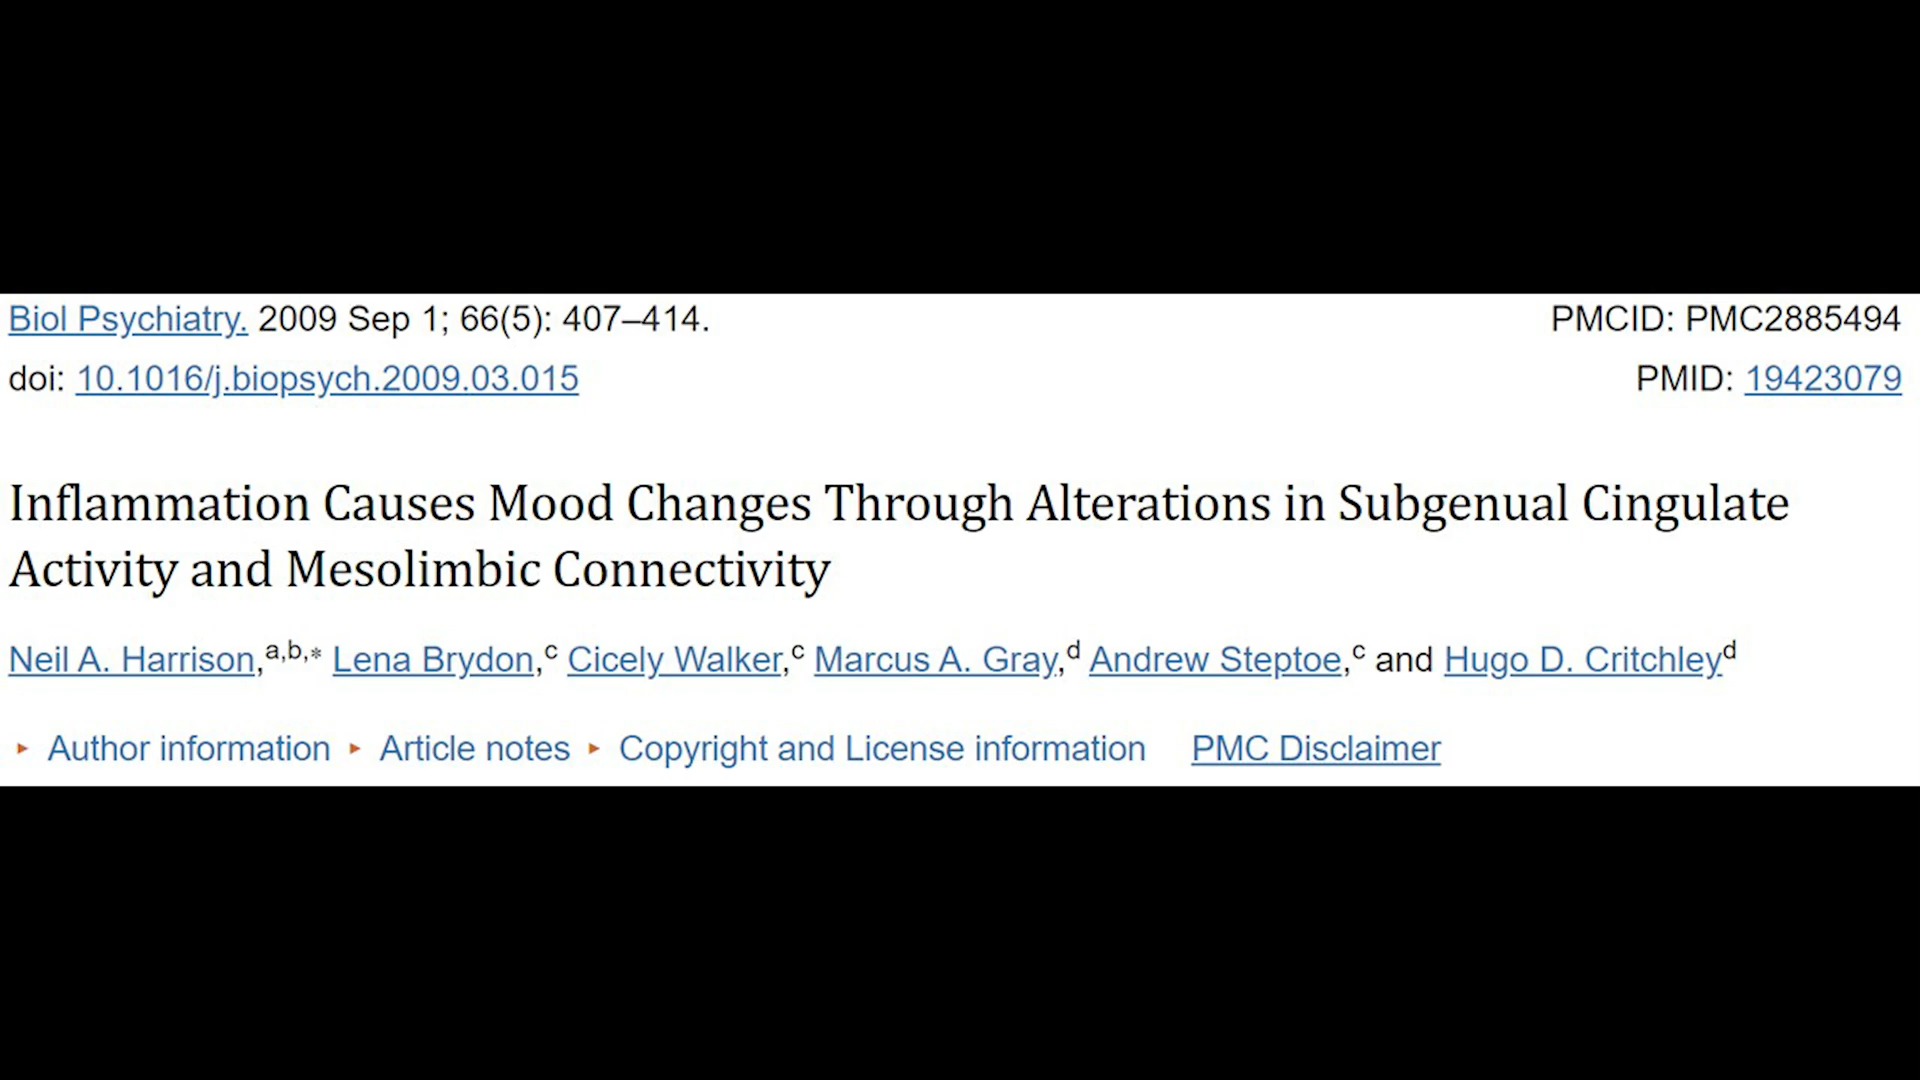 Biol Psychiatry. 2009 Sep 1; 66(5): 407–414.
PMCID: PMC2885494
doi: 10.1016/j.biopsych.2009.03.015
PMID: 19423079
Inflammation Causes Mood Changes Through Alterations in Subgenual Cingulate
Activity and Mesolimbic Connectivity
Neil A. Harrison,a,b,* Lena Brydon,c Cicely Walker,c Marcus A. Gray,d Andrew Steptoe,c and Hugo D. Critchleyd
▸ Author information ▸ Article notes ▸ Copyright and License information PMC Disclaimer